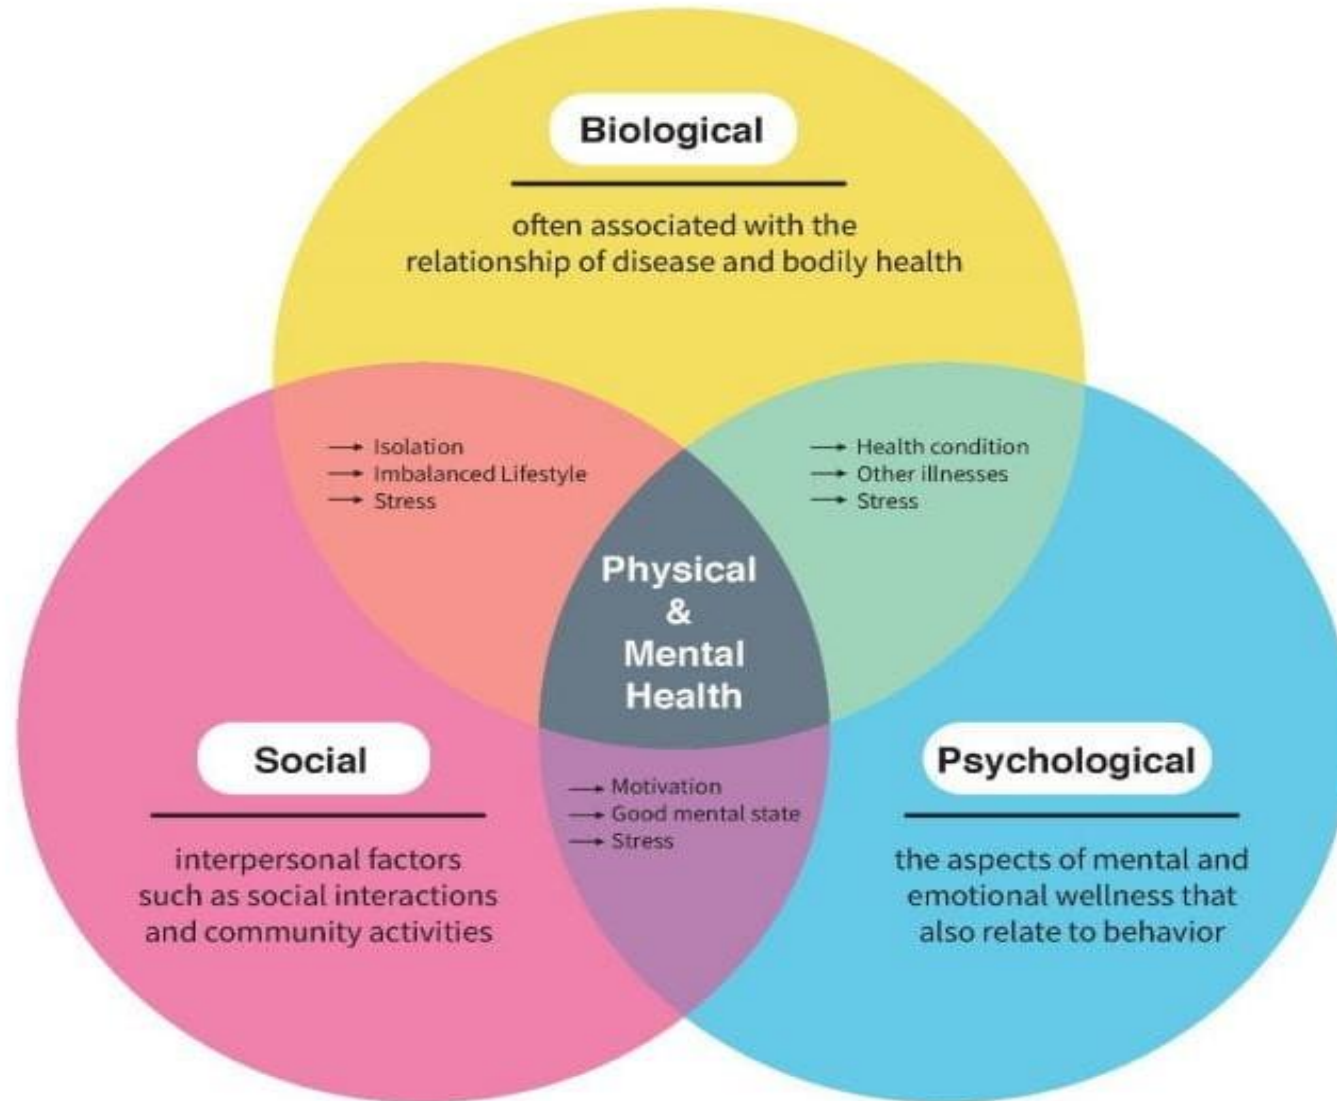 Biological
often associated with the
relationship of disease and bodily health
→ Isolation
→ Imbalanced Lifestyle
→ Stress
→ Health condition
→ Other illnesses
→ Stress
Physical
&
Mental
Health
Social
interpersonal factors
such as social interactions
and community activities
→ Motivation
→ Good mental state
→ Stress
Psychological
the aspects of mental and
emotional wellness that
also relate to behavior